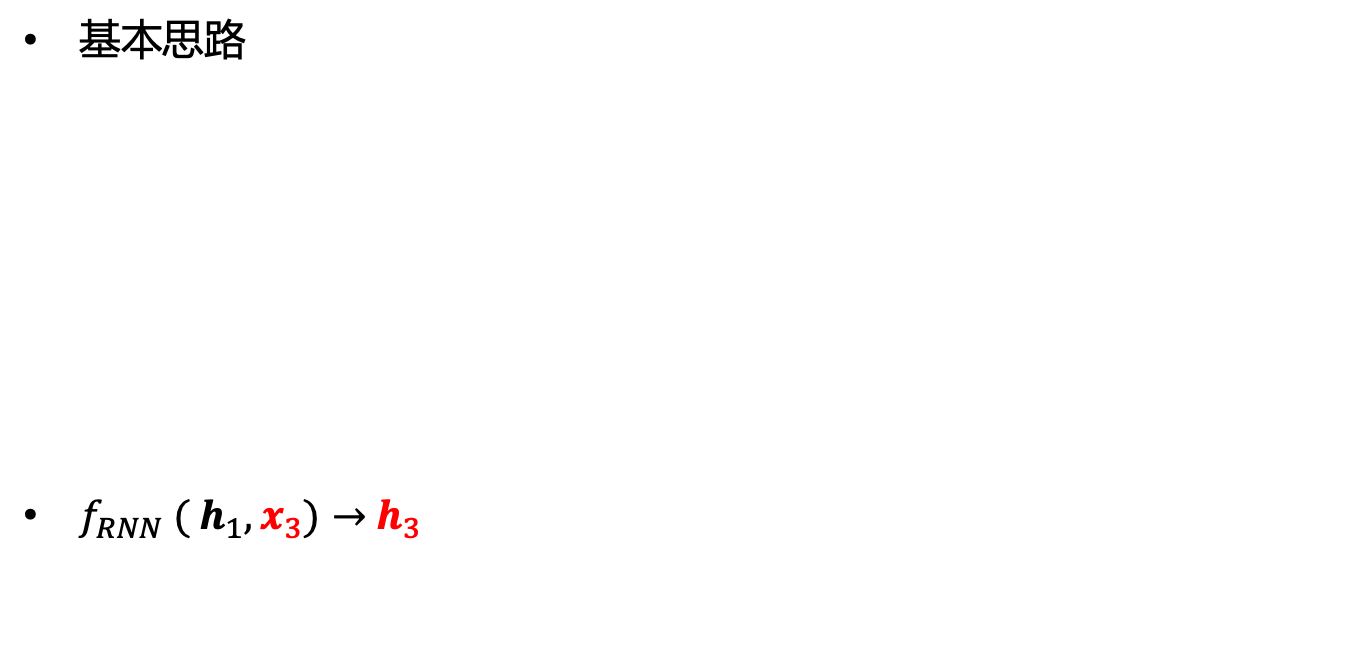 • 基本思路
• f_RNN ( h_1, x_3) → h_3